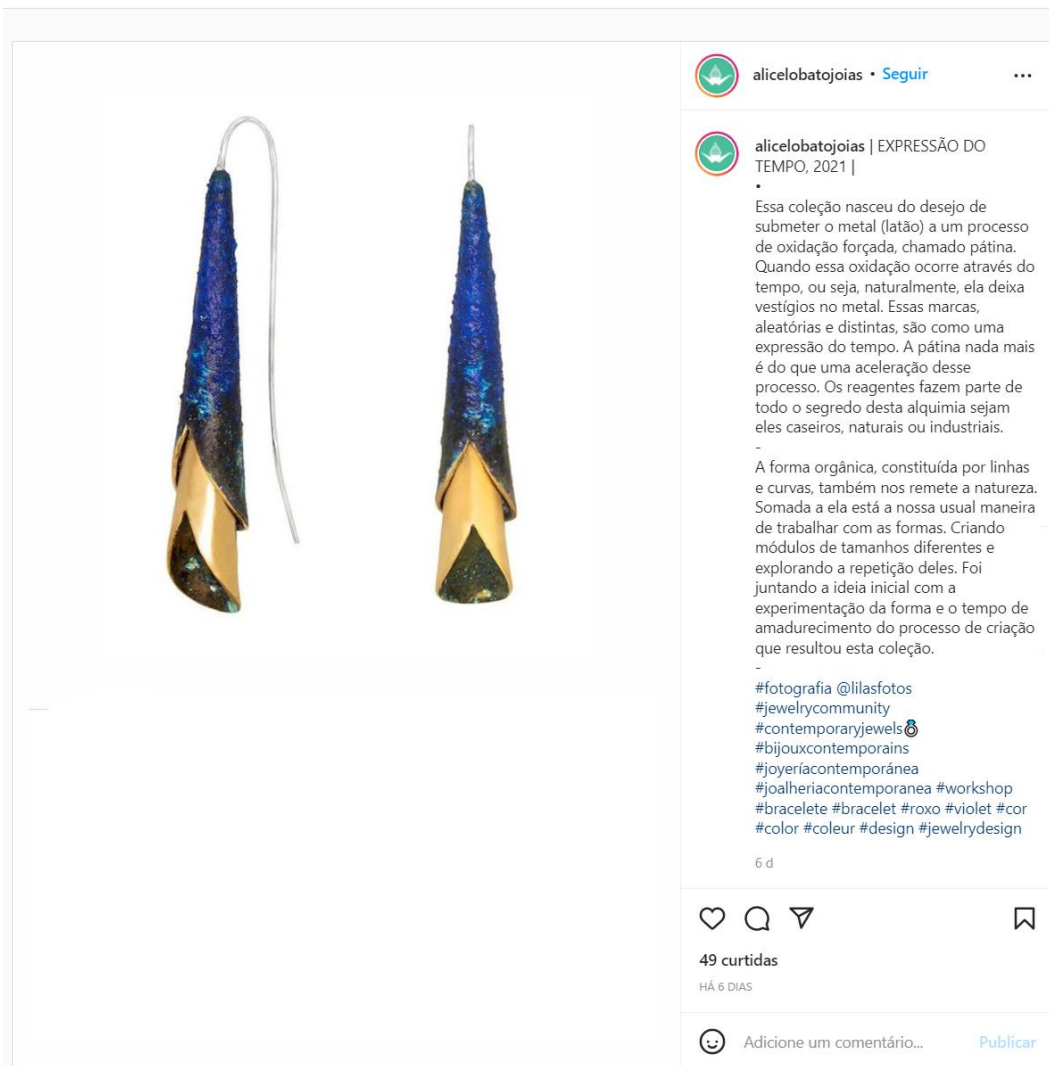 alicelobatojoias • Seguir
alicelobatojoias | EXPRESSÃO DO
TEMPO, 2021 |
•
Essa coleção nasceu do desejo de
submeter o metal (latão) a um processo
de oxidação forçada, chamado pátina.
Quando essa oxidação ocorre através do
tempo, ou seja, naturalmente, ela deixa
vestígios no metal. Essas marcas,
aleatórias e distintas, são como uma
expressão do tempo. A pátina nada mais
é do que uma aceleração desse
processo. Os reagentes fazem parte de
todo o segredo desta alquimia sejam
eles caseiros, naturais ou industriais.
-
A forma orgânica, constituída por linhas
e curvas, também nos remete a natureza.
Somada a ela está a nossa usual maneira
de trabalhar com as formas. Criando
módulos de tamanhos diferentes e
explorando a repetição deles. Foi
juntando a ideia inicial com a
experimentação da forma e o tempo de
amadurecimento do processo de criação
que resultou esta coleção.
-
#fotografia @lilasfotos
#jewelrycommunity
#contemporaryjewels💍
#bijouxcontemporains
#joyeríacontemporánea
#joalheriacontemporanea #workshop
#bracelete #bracelet #roxo #violet #cor
#color #coleur #design #jewelrydesign
6 d
49 curtidas
HÁ 6 DIAS
Adicione um comentário... Publicar